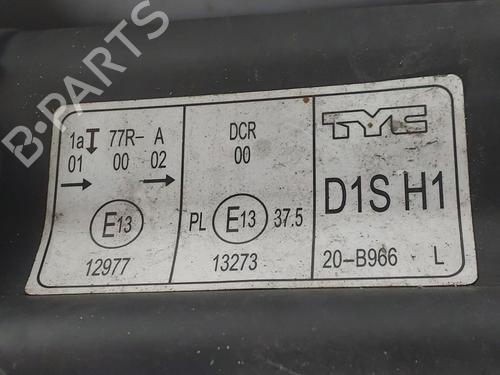 B-PARTS
1a 77R- A
01 00 02
E13
12977
DCR
00
PL E13 37.5
13273
TYC
D1S H1
20-B966 L